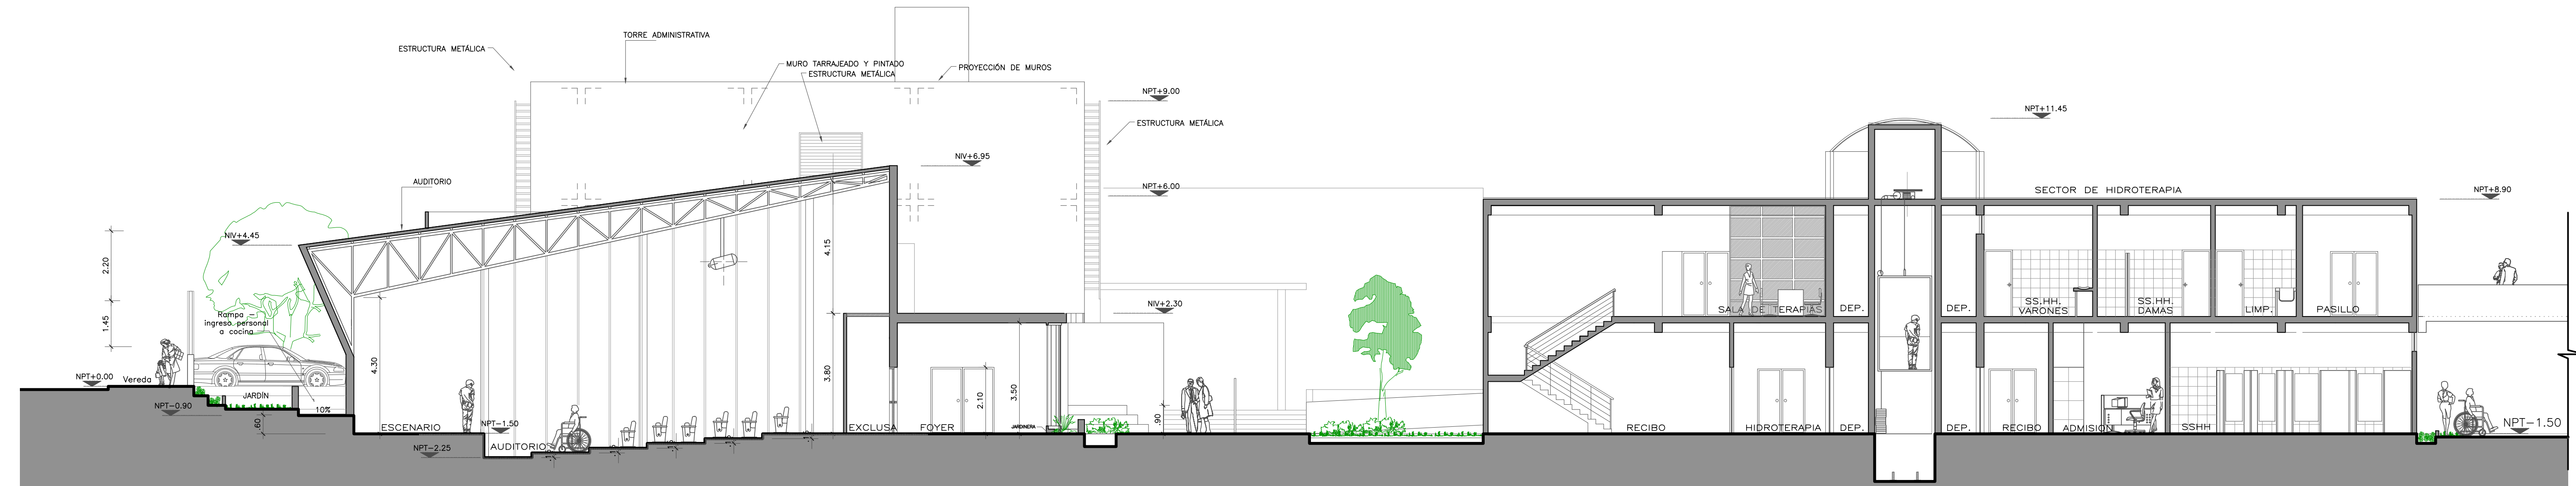 ESTRUCTURA METÁLICA
TORRE ADMINISTRATIVA
MURO TARRAJEADO Y PINTADO
ESTRUCTURA METÁLICA
PROYECCIÓN DE MUROS
NPT+9.00
ESTRUCTURA METÁLICA
NIV+6.95
NPT+6.00
AUDITORIO
NIV+4.45
2.20
1.45
4.15
NIV+2.30
Rampa –
ingreso personal
a cocina
NPT+0.00
Vereda
JARDÍN
10%
NPT-0.90
.60
4.30
3.80
2.10
3.50
.90
ESCENARIO
NPT-1.50
AUDITORIO
NPT-2.25
EXCLUSA
FOYER
JARDINERA
NPT+11.45
SECTOR DE HIDROTERAPIA
NPT+8.90
SALA DE TERAPIAS
DEP.
DEP.
SS.HH.
VARONES
SS.HH.
DAMAS
LIMP.
PASILLO
RECIBO
HIDROTERAPIA
DEP.
DEP.
RECIBO
ADMISION
SSHH
NPT-1.50